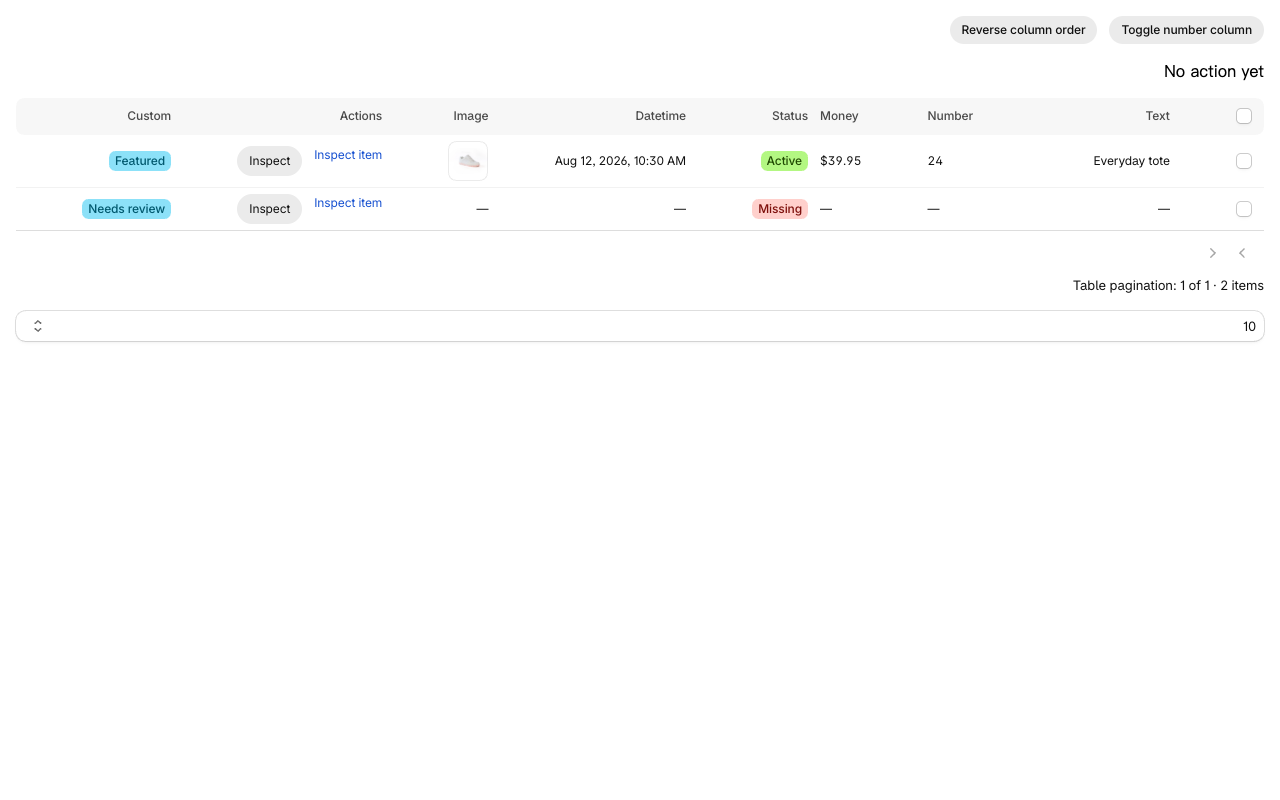 Reverse column order Toggle number column
No action yet
Custom Actions Image Datetime Status Money Number Text
Featured Inspect Inspect item Aug 12, 2026, 10:30 AM Active $39.95 24 Everyday tote
Needs review Inspect Inspect item — — Missing — — —
Table pagination: 1 of 1 · 2 items
10